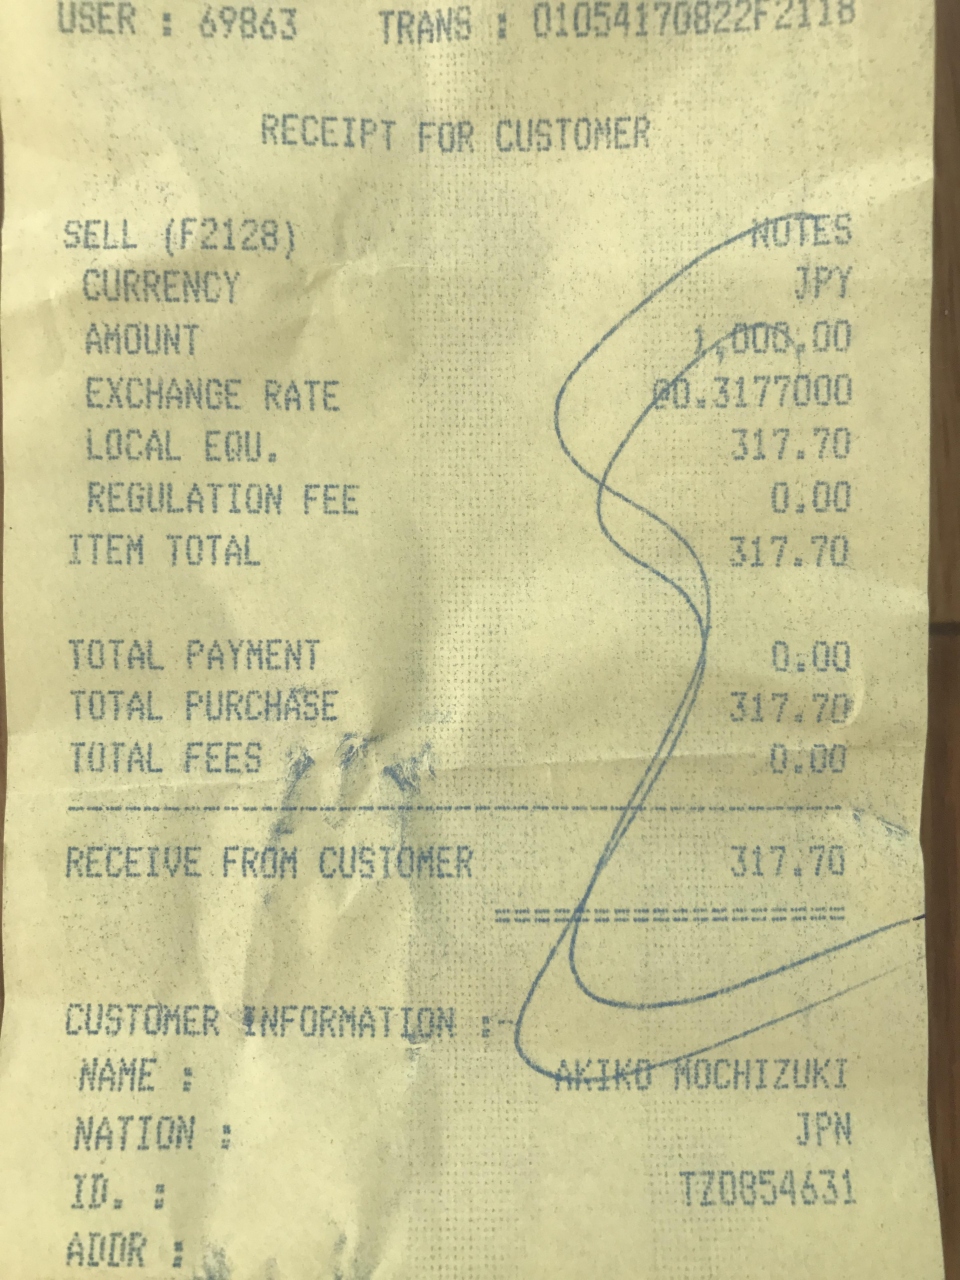 USER : 69863 TRANS : 01054170822F2118
RECEIPT FOR CUSTOMER
SELL (F2128) NOTES
CURRENCY JPY
AMOUNT 1,000.00
EXCHANGE RATE @0.3177000
LOCAL EQU. 317.70
REGULATION FEE 0.00
ITEM TOTAL 317.70
TOTAL PAYMENT 0.00
TOTAL PURCHASE 317.70
TOTAL FEES 0.00
RECEIVE FROM CUSTOMER 317.70
CUSTOMER INFORMATION :-
NAME : AKIKO MOCHIZUKI
NATION : JPN
ID. : TZ0854631
ADDR :